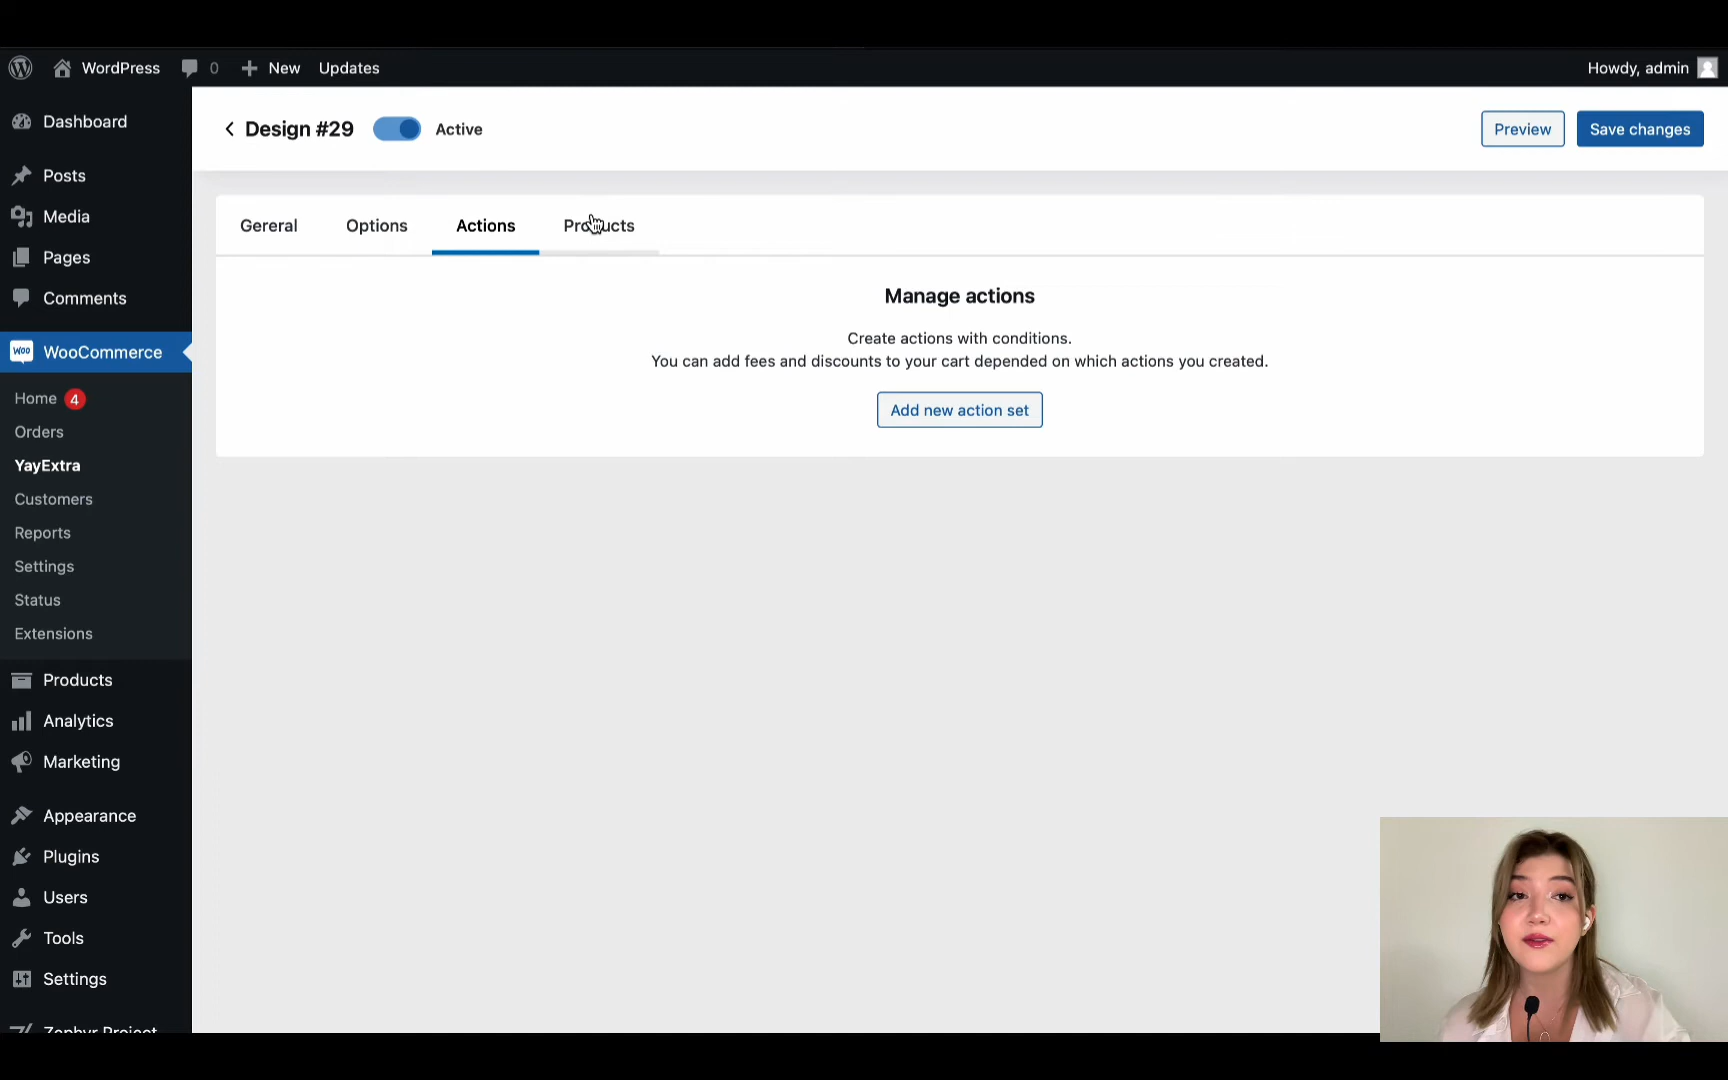 WordPress
0
New
Updates
Howdy, admin
Dashboard
Posts
Media
Pages
Comments
WOO
WooCommerce
Home 4
Orders
YayExtra
Customers
Reports
Settings
Status
Extensions
Products
Analytics
Marketing
Appearance
Plugins
Users
Tools
Settings
Zephyr Project
Design #29
Active
Preview
Save changes
Gereral
Options
Actions
Products
Manage actions
Create actions with conditions.
You can add fees and discounts to your cart depended on which actions you created.
Add new action set